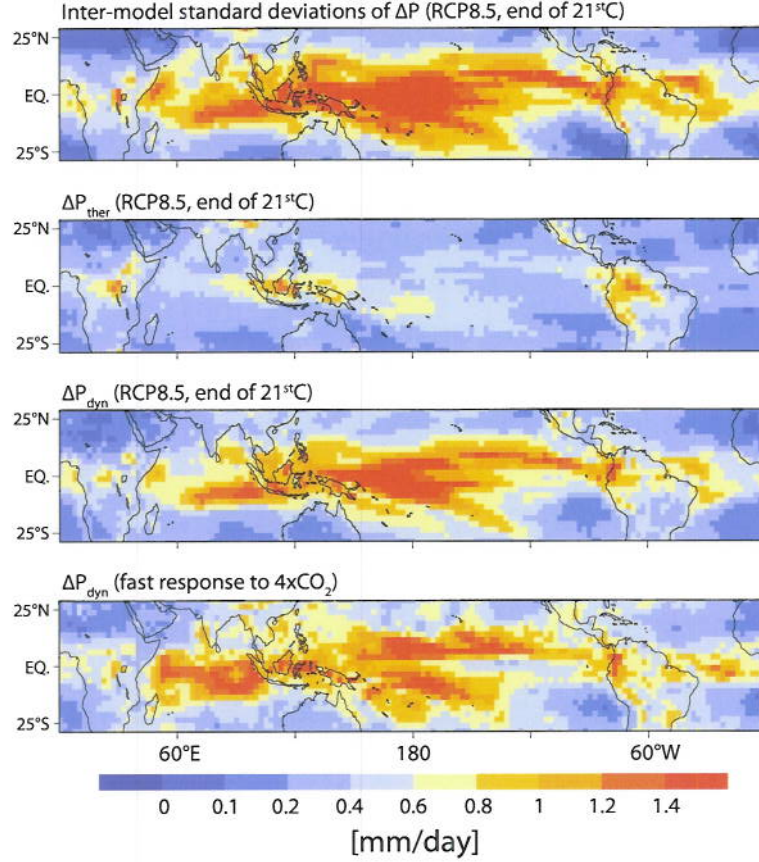 Inter-model standard deviations of ΔP (RCP8.5, end of 21stC)
25°N
EQ.
25°S
ΔPther (RCP8.5, end of 21stC)
25°N
EQ.
25°S
ΔPdyn (RCP8.5, end of 21stC)
25°N
EQ.
25°S
ΔPdyn (fast response to 4xCO2)
25°N
EQ.
25°S
60°E 180 60°W
0 0.1 0.2 0.4 0.6 0.8 1 1.2 1.4
[mm/day]